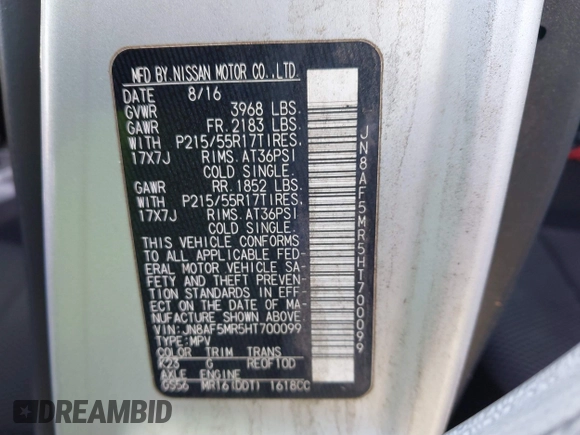 MFD BY NISSAN MOTOR CO., LTD.
DATE 8/16
GVWR 3968 LBS.
GAWR FR. 2183 LBS.
WITH P215/55R17TIRES,
17X7J RIMS, AT36PSI
COLD SINGLE.
GAWR RR. 1852 LBS.
WITH P215/55R17TIRES,
17X7J RIMS, AT36PSI
COLD SINGLE.
THIS VEHICLE CONFORMS
TO ALL APPLICABLE FED-
ERAL MOTOR VEHICLE SA-
FETY AND THEFT PREVEN-
TION STANDARDS IN EFF-
ECT ON THE DATE OF MA-
NUFACTURE SHOWN ABOVE.
VIN:JN8AF5MR5HT700099
TYPE:MPV
COLOR TRIM TRANS
K23 G RE0F10D
AXLE ENGINE
GS56 MR16(DDT) 1618CC
JN8AF5MR5HT700099
DREAMBID